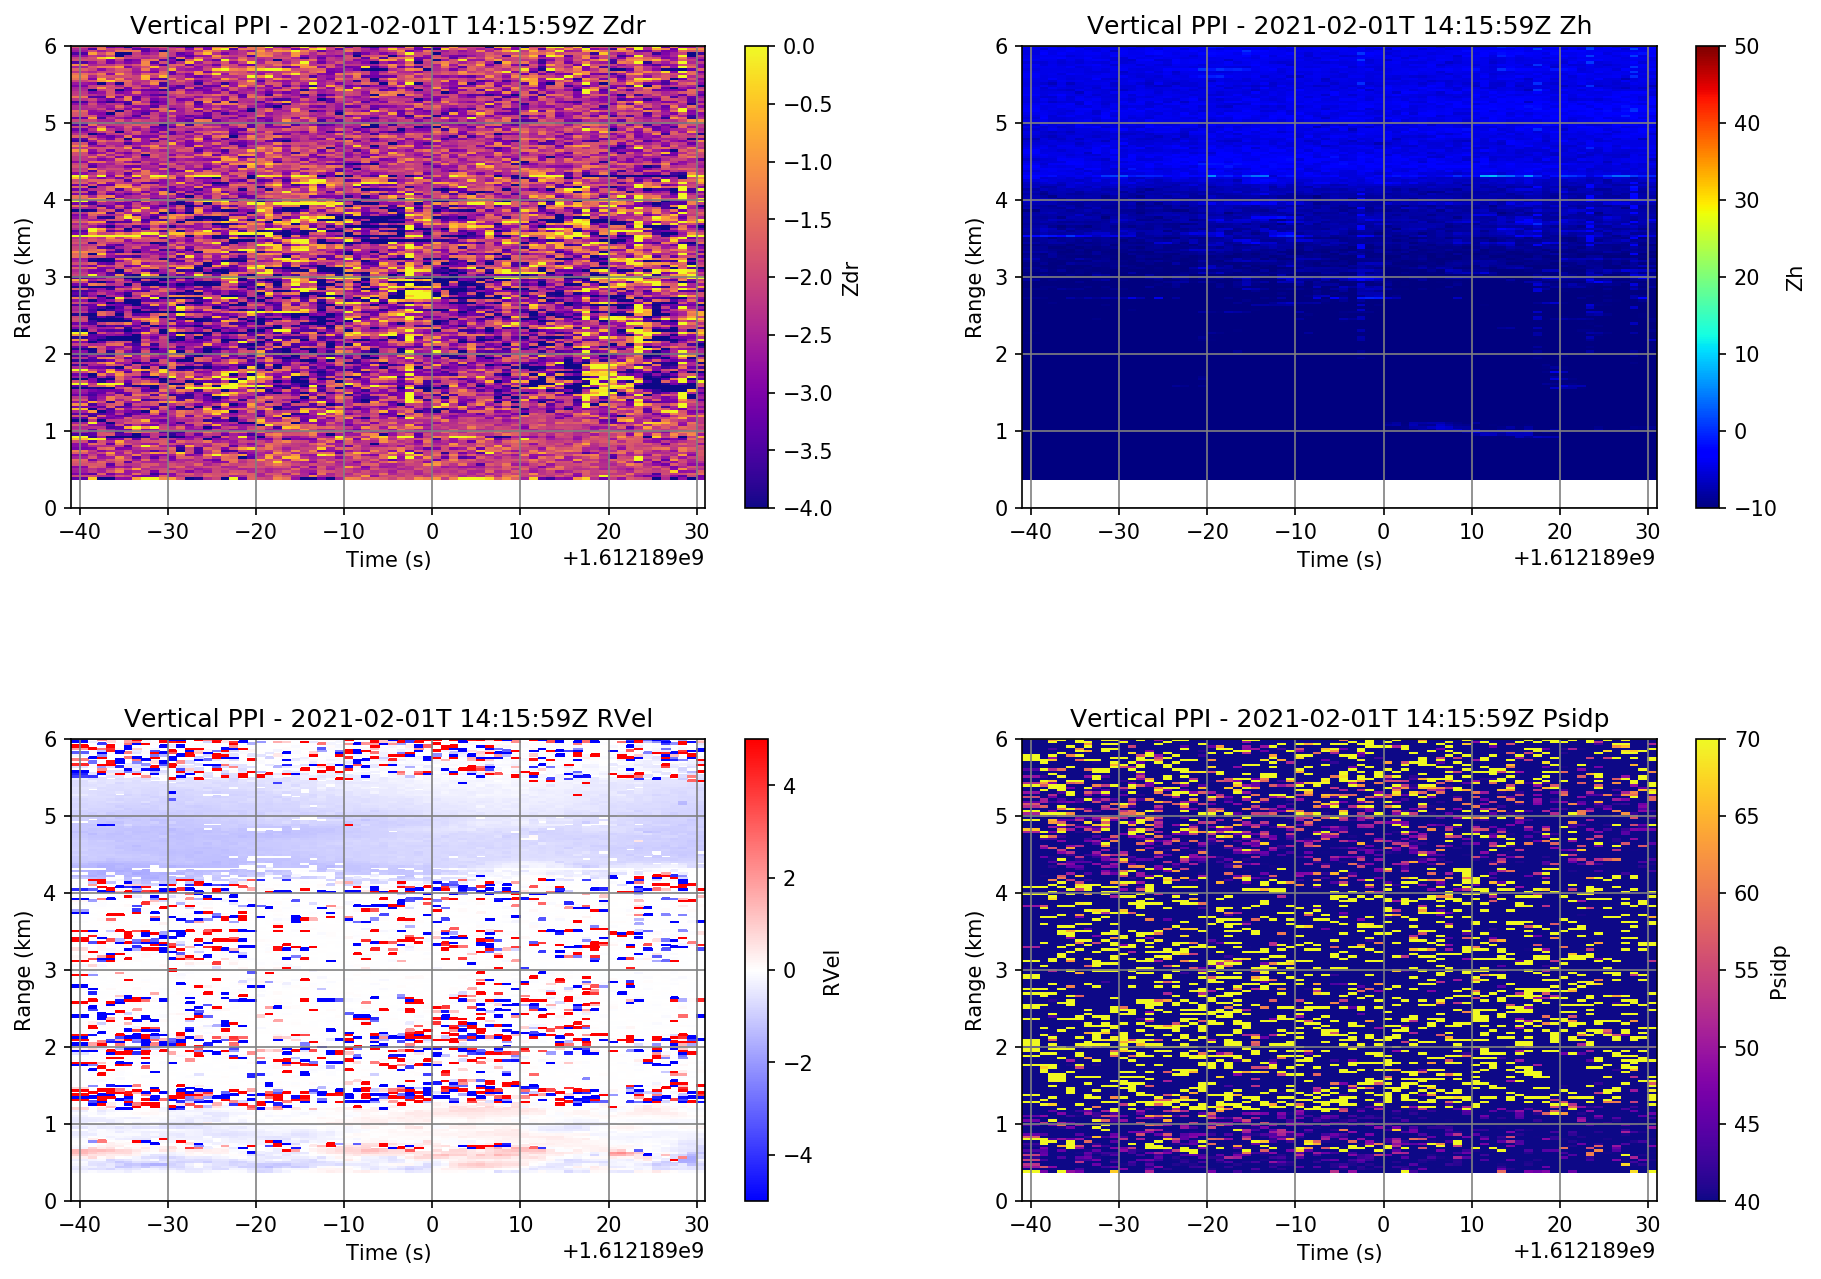 Vertical PPI - 2021-02-01T 14:15:59Z Zdr
6
5
4
3
2
1
0
Range (km)
−40 −30 −20 −10 0 10 20 30
Time (s)
+1.612189e9
0.0
−0.5
−1.0
−1.5
−2.0
−2.5
−3.0
−3.5
−4.0
Zdr
Vertical PPI - 2021-02-01T 14:15:59Z Zh
6
5
4
3
2
1
0
Range (km)
−40 −30 −20 −10 0 10 20 30
Time (s)
+1.612189e9
50
40
30
20
10
0
−10
Zh
Vertical PPI - 2021-02-01T 14:15:59Z RVel
6
5
4
3
2
1
0
Range (km)
−40 −30 −20 −10 0 10 20 30
Time (s)
+1.612189e9
4
2
0
−2
−4
RVel
Vertical PPI - 2021-02-01T 14:15:59Z Psidp
6
5
4
3
2
1
0
Range (km)
−40 −30 −20 −10 0 10 20 30
Time (s)
+1.612189e9
70
65
60
55
50
45
40
Psidp